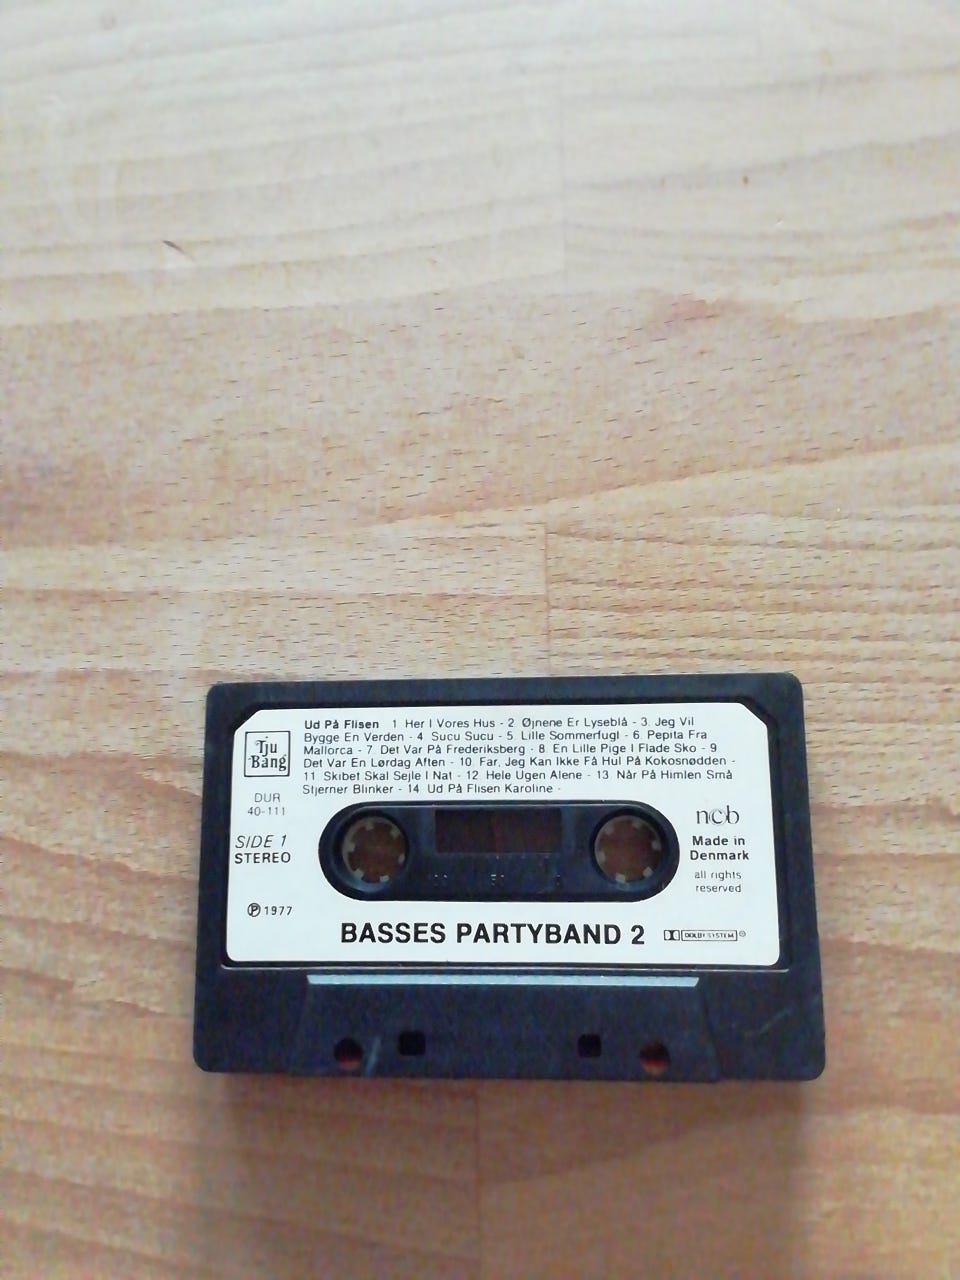 Ud På Flisen 1 Her I Vores Hus - 2 Øjnene Er Lyseblå - 3. Jeg Vil
Bygge En Verden - 4. Sucu Sucu - 5. Lille Sommerfugl - 6. Pepita Fra
Mallorca - 7. Det Var På Frederiksberg - 8. En Lille Pige I Flade Sko - 9
Det Var En Lørdag Aften - 10. Far, Jeg Kan Ikke Få Hul På Kokosnødden -
11 Skibet Skal Sejle I Nat - 12 Hele Ugen Alene - 13 Når På Himlen Små
Stjerner Blinker - 14 Ud På Flisen Karoline -
Tju
Bang
DUR
40-111
SIDE 1
STEREO
℗ 1977
ncb
Made in
Denmark
all rights
reserved
100 50 0
BASSES PARTYBAND 2
DOLBY SYSTEM ®